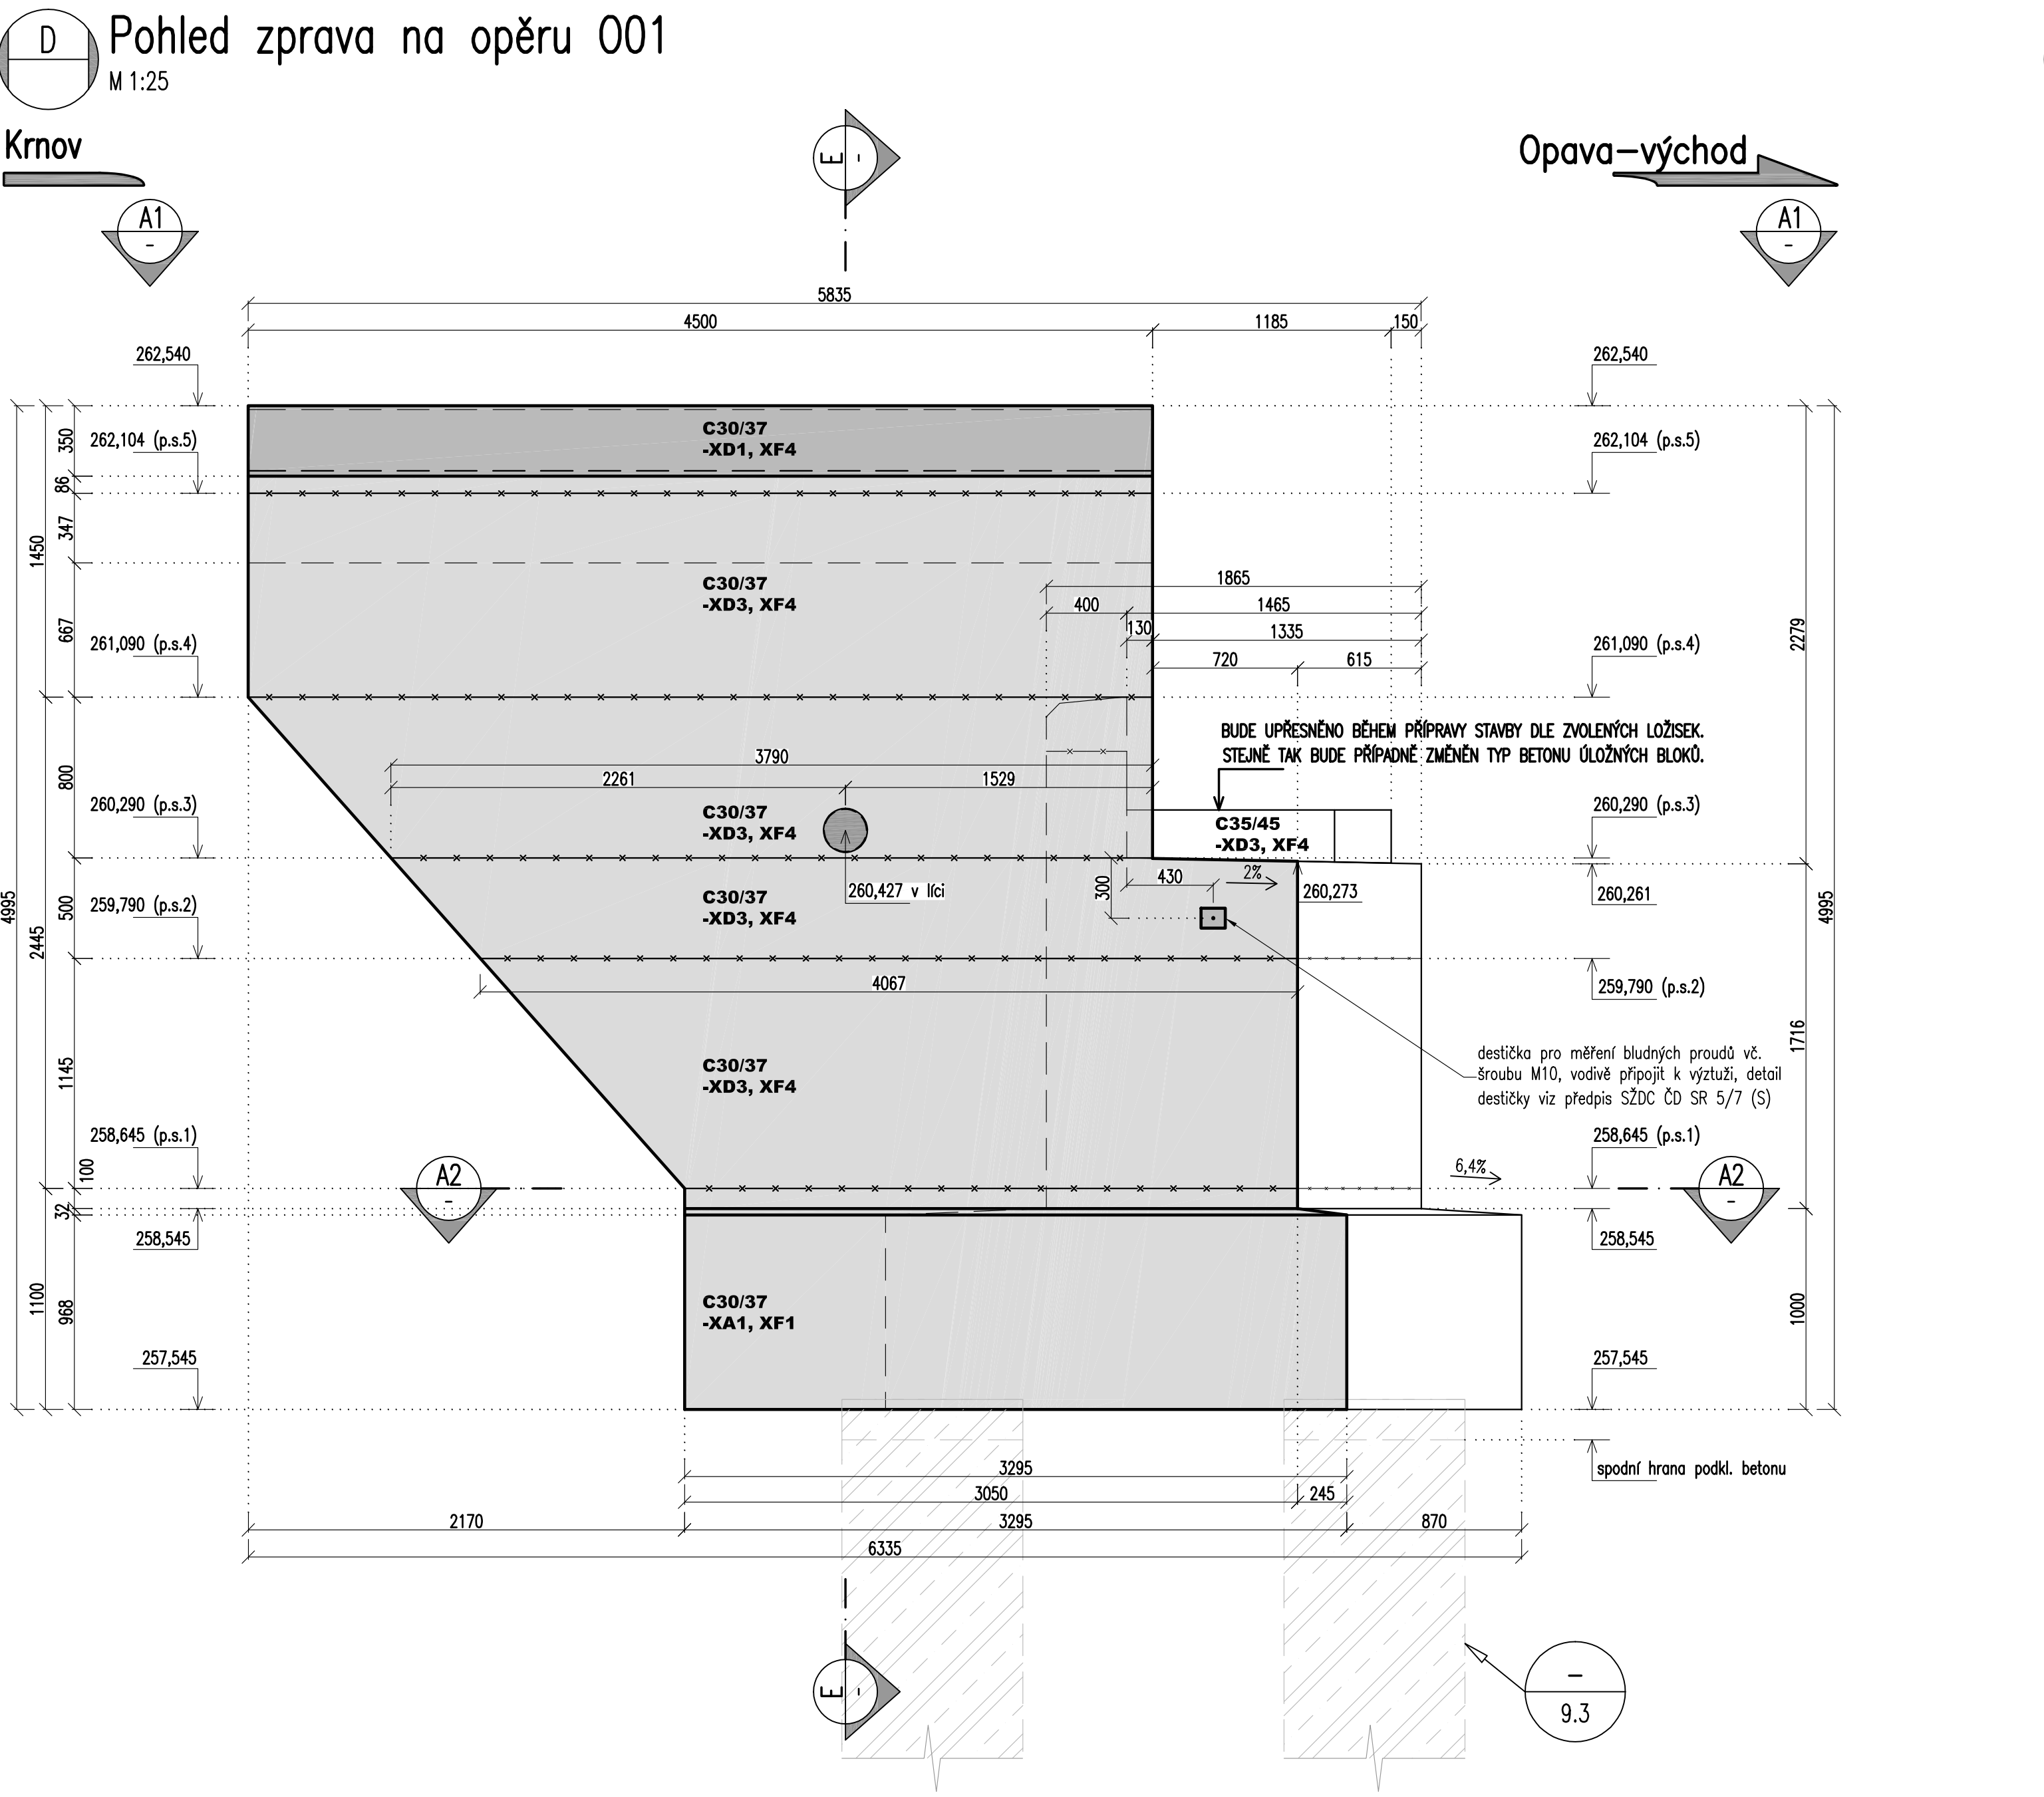 D
Pohled zprava na opěru O01
M 1:25
Krnov
Opava-východ
E
-
A1
-
A1
-
5835
4500
1185
150
262,540
262,540
350
C30/37
-XD1, XF4
262,104 (p.s.5)
262,104 (p.s.5)
86
347
1450
C30/37
-XD3, XF4
1865
400
1465
130
1335
667
2279
261,090 (p.s.4)
261,090 (p.s.4)
720
615
BUDE UPŘESNĚNO BĚHEM PŘÍPRAVY STAVBY DLE ZVOLENÝCH LOŽISEK.
STEJNĚ TAK BUDE PŘÍPADNĚ ZMĚNĚN TYP BETONU ÚLOŽNÝCH BLOKŮ.
3790
2261
1529
800
260,290 (p.s.3)
260,290 (p.s.3)
C30/37
-XD3, XF4
C35/45
-XD3, XF4
260,427 v líci
300
430
2%
260,273
260,261
C30/37
-XD3, XF4
4995
500
259,790 (p.s.2)
4995
2445
4067
259,790 (p.s.2)
1145
C30/37
-XD3, XF4
1716
destička pro měření bludných proudů vč.
šroubu M10, vodivě připojit k výztuži, detail
destičky viz předpis SŽDC ČD SR 5/7 (S)
258,645 (p.s.1)
258,645 (p.s.1)
100
6,4%
A2
-
A2
-
32
258,545
258,545
1100
968
C30/37
-XA1, XF1
1000
257,545
257,545
spodní hrana podkl. betonu
3295
3050
245
2170
3295
870
6335
E
-
-
9.3